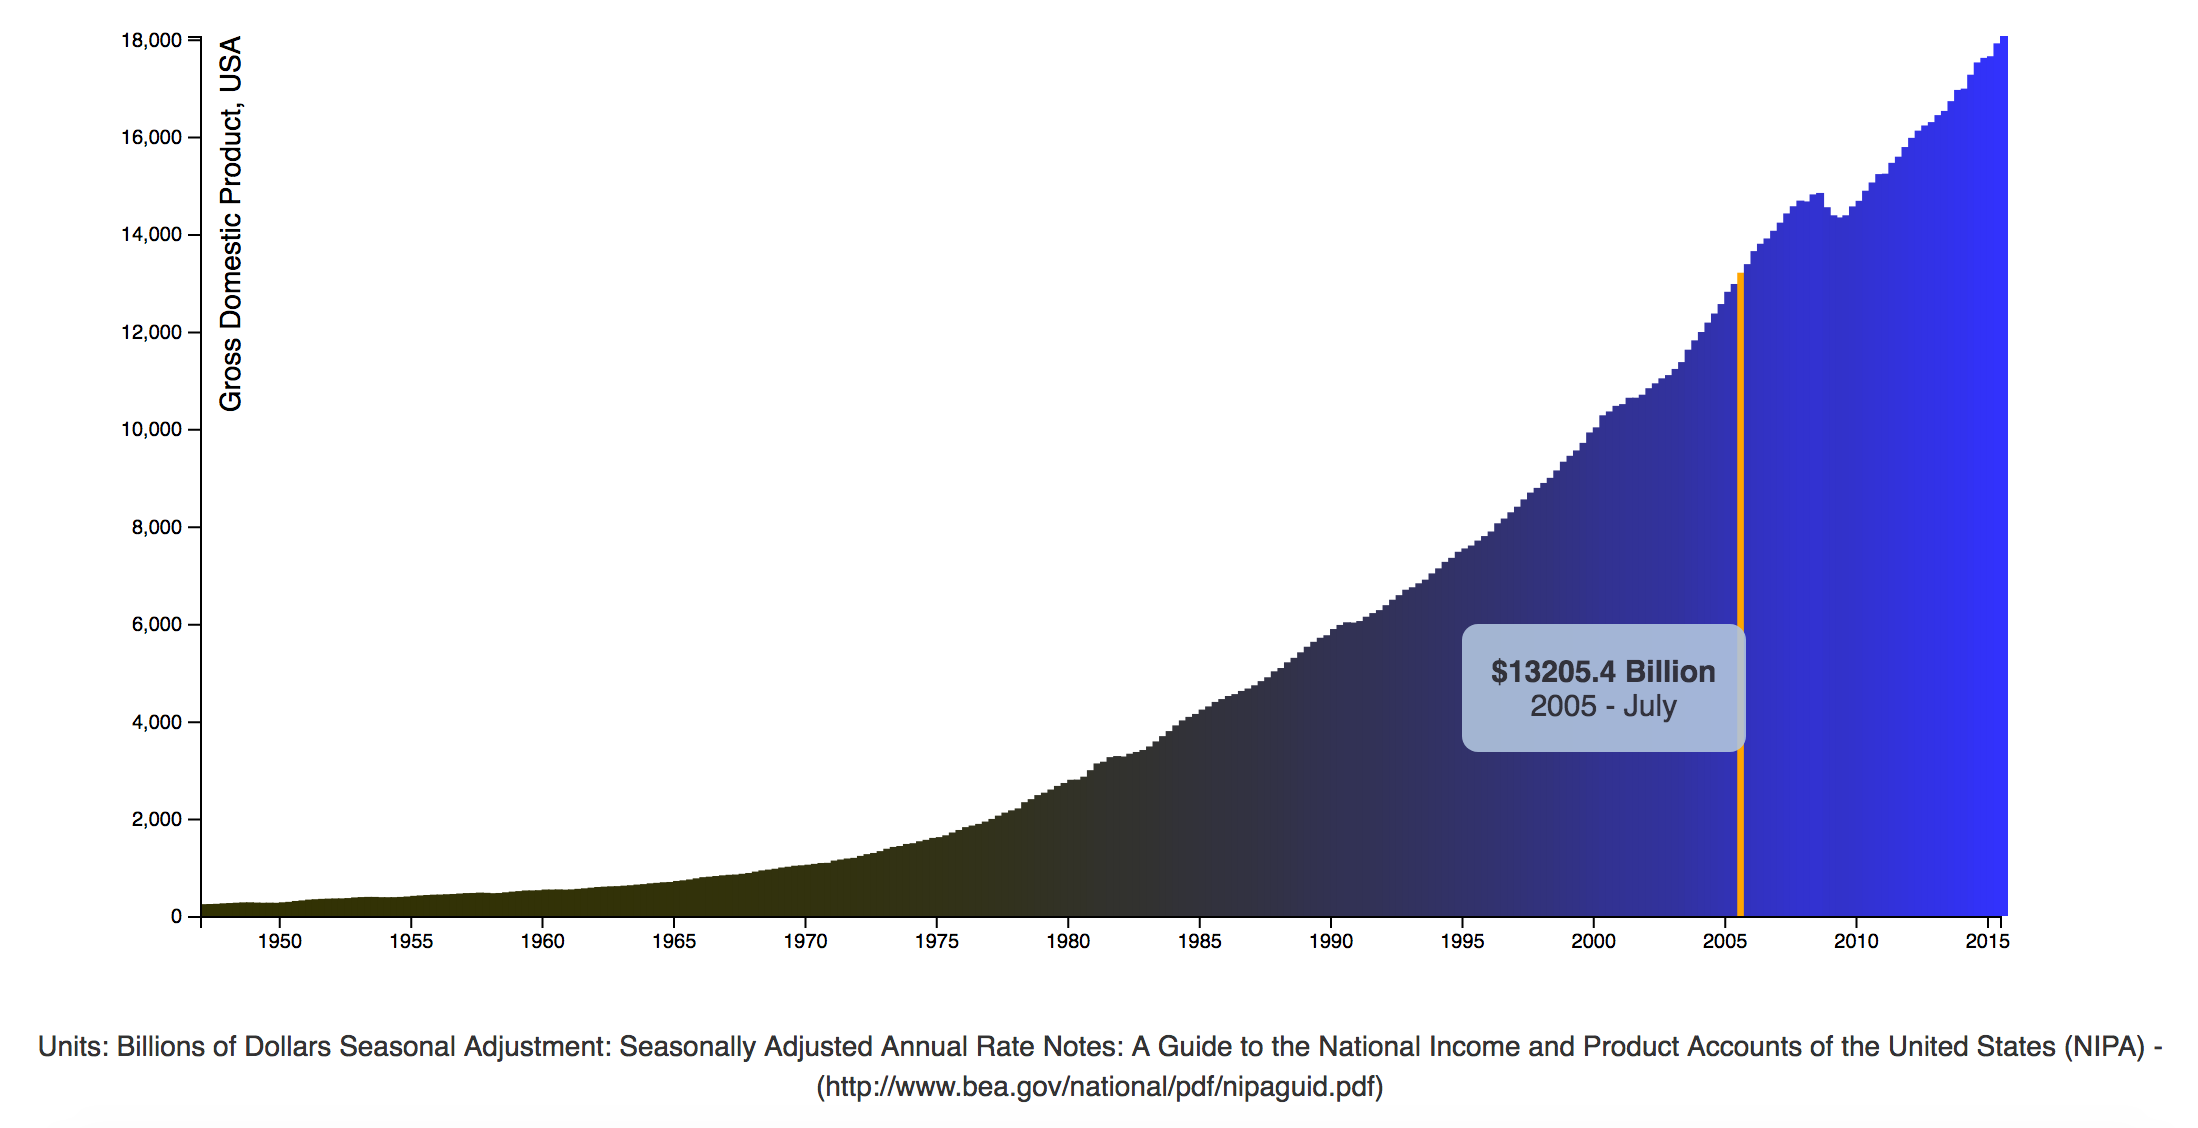 Gross Domestic Product, USA
18,000
16,000
14,000
12,000
10,000
8,000
6,000
4,000
2,000
0
$13205.4 Billion
2005 - July
1950 1955 1960 1965 1970 1975 1980 1985 1990 1995 2000 2005 2010 2015
Units: Billions of Dollars Seasonal Adjustment: Seasonally Adjusted Annual Rate Notes: A Guide to the National Income and Product Accounts of the United States (NIPA) -
(http://www.bea.gov/national/pdf/nipaguid.pdf)